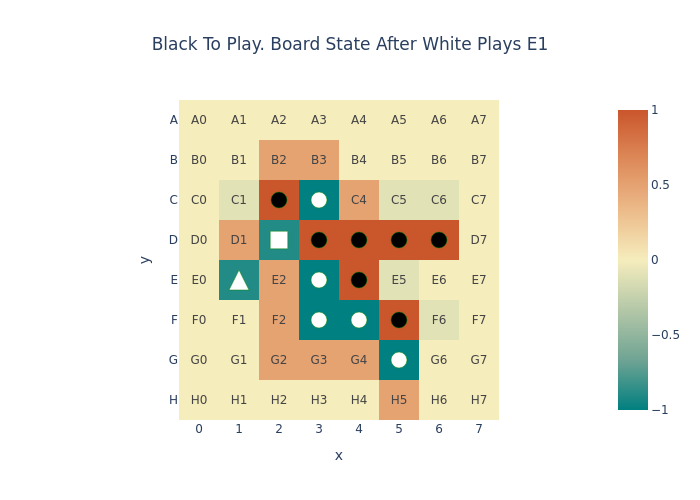 Black To Play. Board State After White Plays E1
A A0 A1 A2 A3 A4 A5 A6 A7
B B0 B1 B2 B3 B4 B5 B6 B7
C C0 C1 C4 C5 C6 C7
D D0 D1 D7
E E0 E2 E5 E6 E7
F F0 F1 F2 F6 F7
G G0 G1 G2 G3 G4 G6 G7
H H0 H1 H2 H3 H4 H5 H6 H7
0 1 2 3 4 5 6 7
x
y
1
0.5
0
−0.5
−1